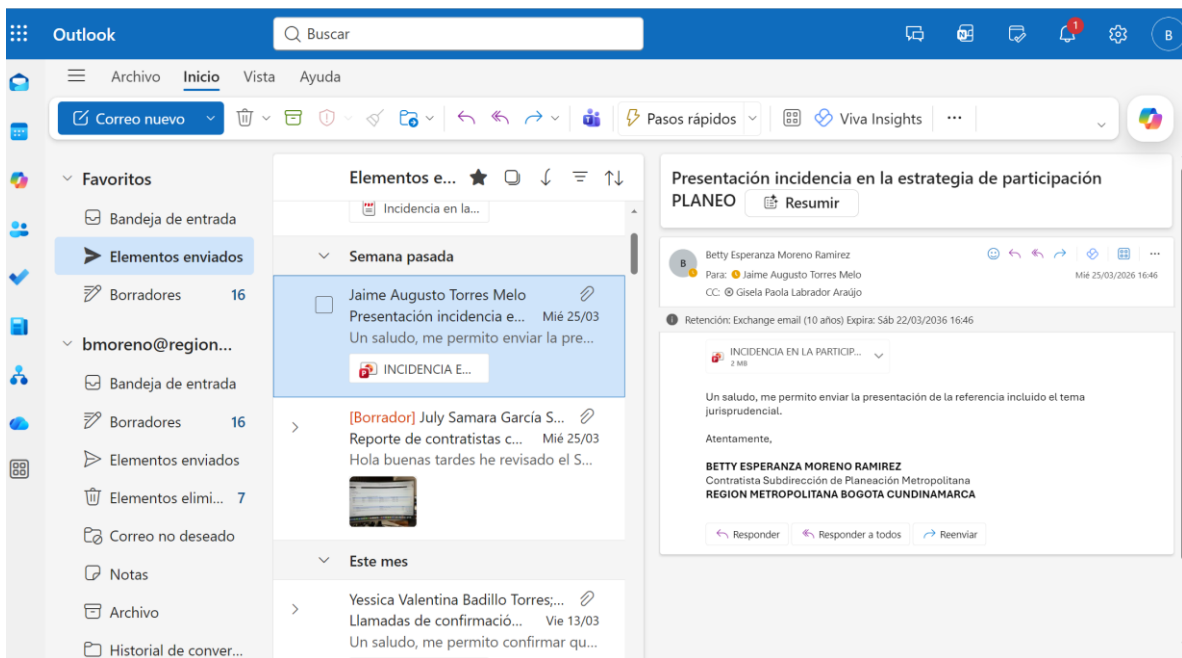 Outlook
Buscar
1
B
Archivo Inicio Vista Ayuda
Correo nuevo
Pasos rápidos
Viva Insights
Favoritos
Bandeja de entrada
Elementos enviados
Borradores 16
bmoreno@region...
Bandeja de entrada
Borradores 16
Elementos enviados
Elementos elimi... 7
Correo no deseado
Notas
Archivo
Historial de conver...
Elementos e...
Incidencia en la...
Semana pasada
Jaime Augusto Torres Melo
Presentación incidencia e... Mié 25/03
Un saludo, me permito enviar la pre...
INCIDENCIA E...
[Borrador] July Samara García S...
Reporte de contratistas c... Mié 25/03
Hola buenas tardes he revisado el S...
Este mes
Yessica Valentina Badillo Torres;...
Llamadas de confirmació... Vie 13/03
Un saludo, me permito confirmar qu...
Presentación incidencia en la estrategia de participación
PLANEO Resumir
B
Betty Esperanza Moreno Ramirez
Para: Jaime Augusto Torres Melo
Mié 25/03/2026 16:46
CC: Gisela Paola Labrador Araújo
Retención: Exchange email (10 años) Expira: Sáb 22/03/2036 16:46
INCIDENCIA EN LA PARTICIP...
2 MB
Un saludo, me permito enviar la presentación de la referencia incluido el tema
jurisprudencial.
Atentamente,
BETTY ESPERANZA MORENO RAMIREZ
Contratista Subdirección de Planeación Metropolitana
REGION METROPOLITANA BOGOTA CUNDINAMARCA
Responder
Responder a todos
Reenviar